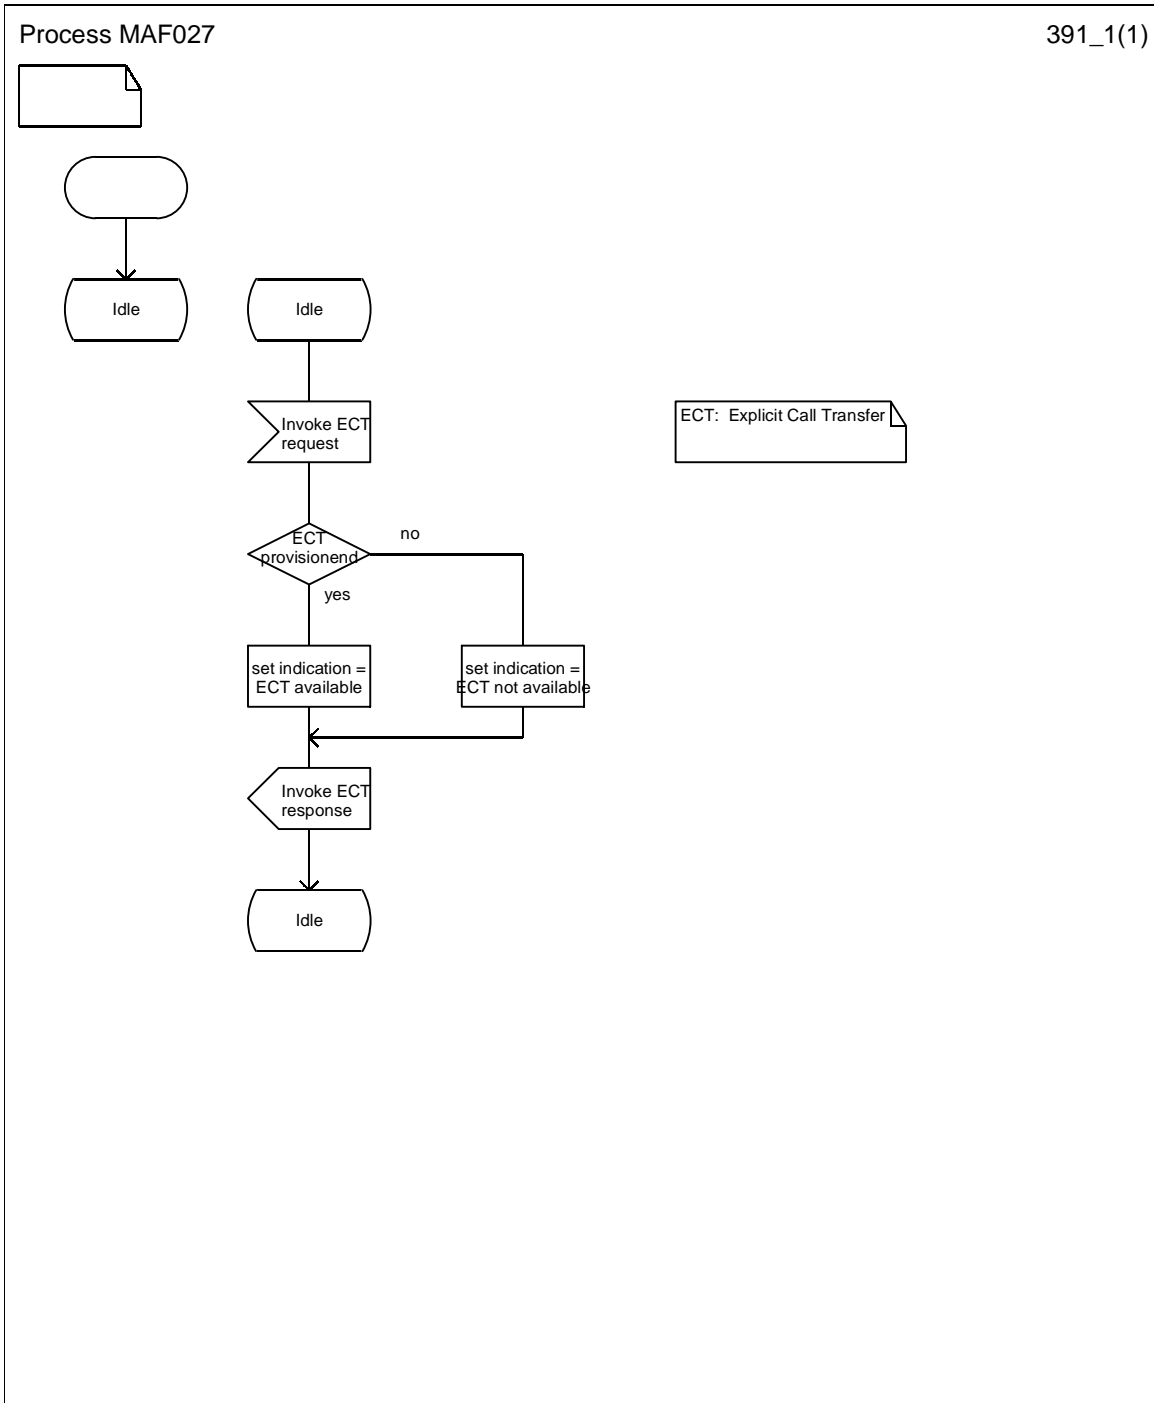 Process MAF027
391_1(1)
Idle
Idle
Invoke ECT
request
ECT: Explicit Call Transfer
ECT
provisionend
no
yes
set indication =
ECT available
set indication =
ECT not available
Invoke ECT
response
Idle